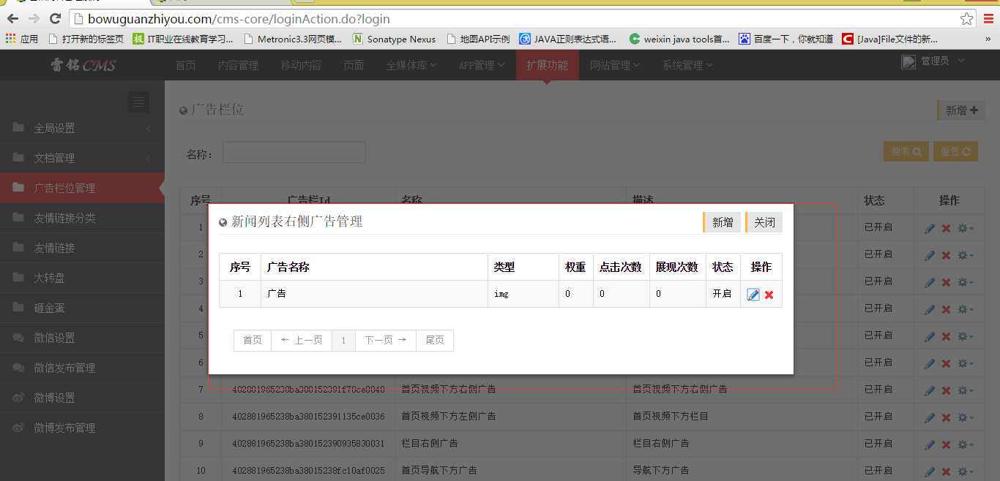 bowuguanzhiyou.com/cms-core/loginAction.do?login
应用 打开新的标签页 IT职业在线教育学习... Metronic3.3网页模... Sonatype Nexus 地图API示例 JAVA正则表达式语... weixin java tools首... 百度一下，你就知道 [Java]File文件的新... »
雷铭CMS 首页 内容管理 移动内容 页面 全媒体库 APP管理 扩展功能 网站管理 系统管理 管理员
全局设置
文档管理
广告栏位管理
友情链接分类
友情链接
大转盘
砸金蛋
微信设置
微信发布管理
微博设置
微博发布管理
广告栏位 新增
名称： 搜索 重置
序号 广告栏Id 名称 描述 状态 操作
1 已开启
2 已开启
3 已开启
4 已开启
5 已开启
6 已开启
7 402881965238ba380152391f70ce0040 首页视频下方右侧广告 首页视频下方右侧广告 已开启
8 402881965238ba380152391135ce0036 首页视频下方左侧广告 首页视频下方栏目 已开启
9 402881965238ba380152390935830031 栏目右侧广告 栏目右侧广告 已开启
10 402881965238ba38015238fc10af0025 首页导航下方广告 导航下方广告 已开启
新闻列表右侧广告管理 新增 关闭
序号 广告名称 类型 权重 点击次数 展现次数 状态 操作
1 广告 img 0 0 0 开启
首页 ← 上一页 1 下一页 → 尾页